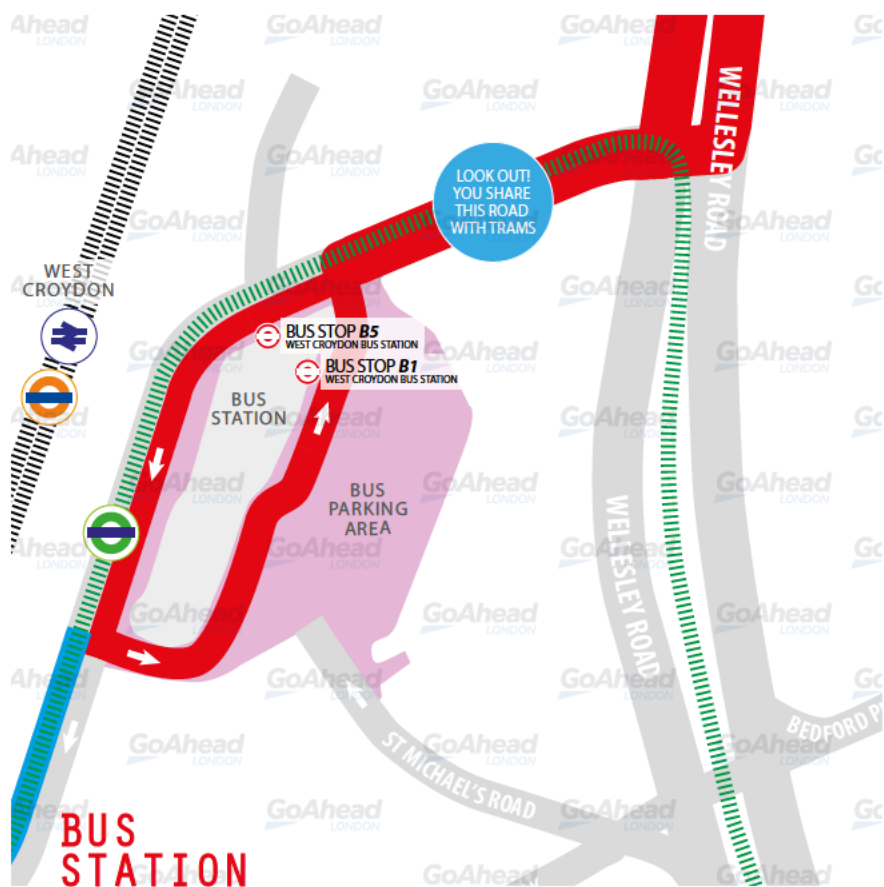 WELLESLEY ROAD
LOOK OUT!
YOU SHARE
THIS ROAD
WITH TRAMS
WEST
CROYDON
BUS STOP B5
WEST CROYDON BUS STATION
BUS STOP B1
WEST CROYDON BUS STATION
BUS
STATION
BUS
PARKING
AREA
WELLESLEY ROAD
BEDFORD P
ST MICHAEL'S ROAD
BUS
STATION
GoAhead
LONDON